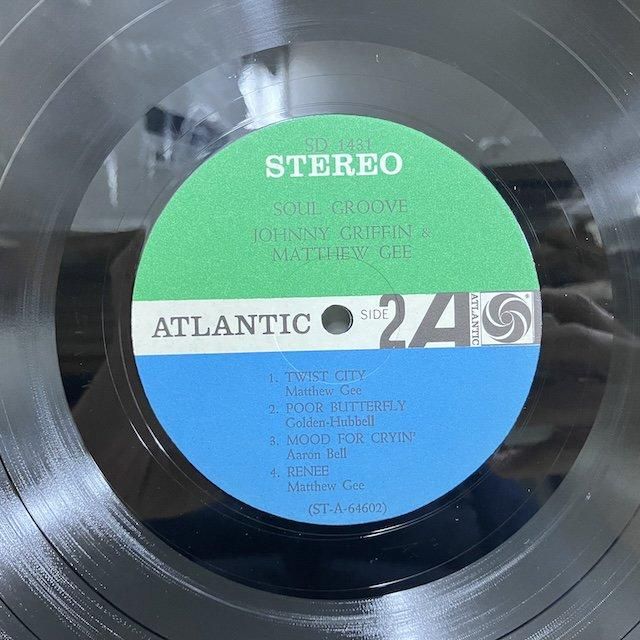 SD 1431
STEREO
SOUL GROOVE
JOHNNY GRIFFIN &
MATTHEW GEE
ATLANTIC SIDE 2 A ATLANTIC
1. TWIST CITY
Matthew Gee
2. POOR BUTTERFLY
Golden-Hubbell
3. MOOD FOR CRYIN'
Aaron Bell
4. RENEE
Matthew Gee
(ST-A-64602)